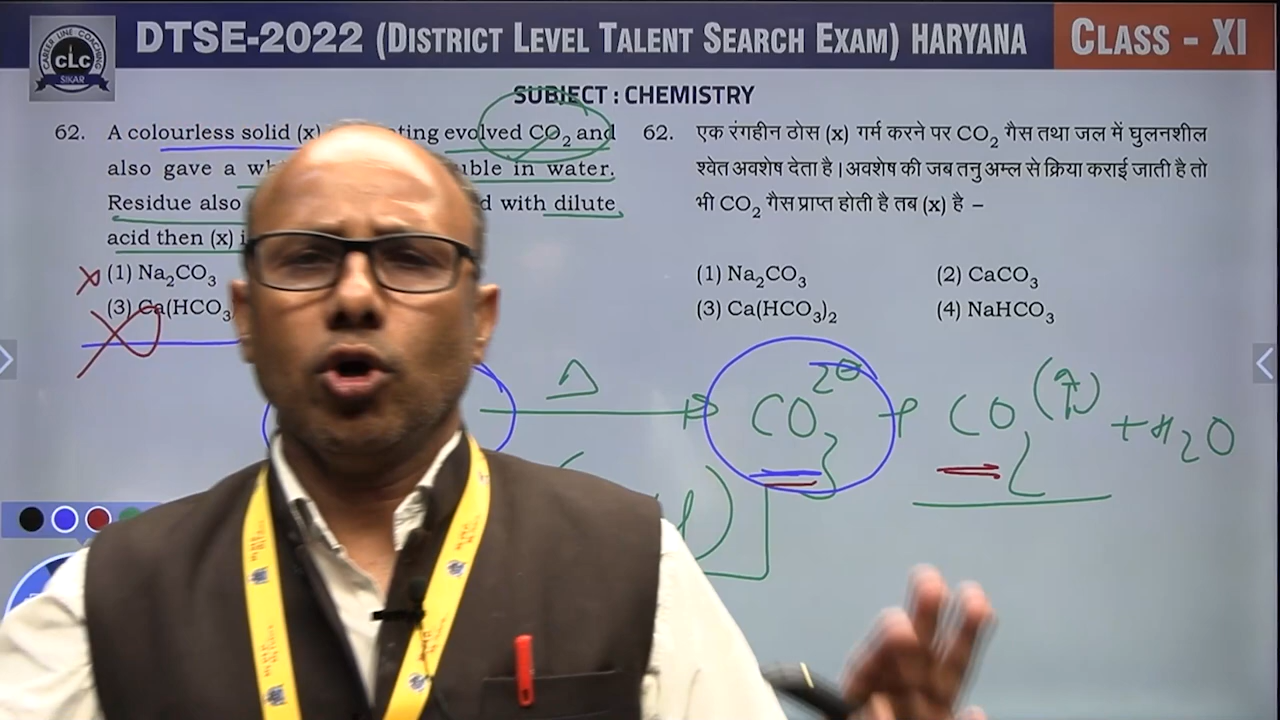 CAREER LINE COACHING
CLC
SIKAR
DTSE-2022 (DISTRICT LEVEL TALENT SEARCH EXAM) HARYANA
CLASS - XI
SUBJECT : CHEMISTRY
62. A colourless solid (x) evolved CO2 and
also gave a in water.
Residue also with dilute
acid then (x)
(1) Na2CO3
(3) Ca(HCO3
62. एक रंगहीन ठोस (x) गर्म करने पर CO2 गैस तथा जल में घुलनशील
श्वेत अवशेष देता है। अवशेष की जब तनु अम्ल से क्रिया कराई जाती है तो
भी CO2 गैस प्राप्त होती है तब (x) है –
(1) Na2CO3 (2) CaCO3
(3) Ca(HCO3)2 (4) NaHCO3
Δ CO3 2⊖ + CO2 (↑) + H2O